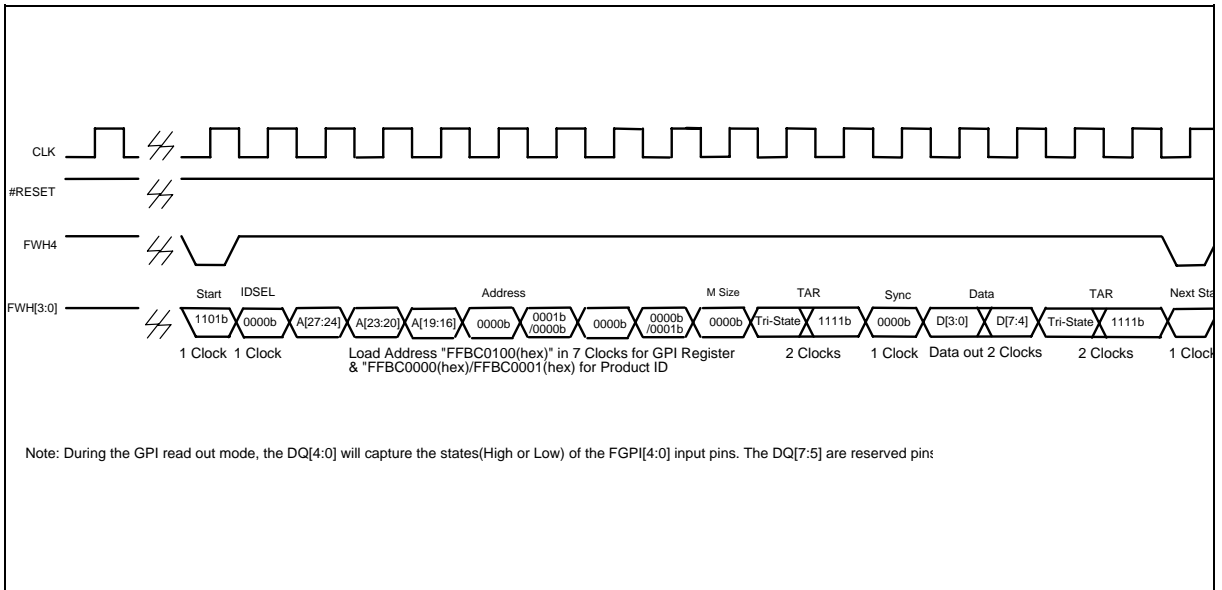 CLK
#RESET
FWH4
Start IDSEL Address M Size TAR Sync Data TAR Next Sta
FWH[3:0]
1101b 0000b A[27:24] A[23:20] A[19:16] 0000b 0001b /0000b 0000b 0000b /0001b 0000b Tri-State 1111b 0000b D[3:0] D[7:4] Tri-State 1111b
1 Clock 1 Clock Load Address "FFBC0100(hex)" in 7 Clocks for GPI Register 2 Clocks 1 Clock Data out 2 Clocks 2 Clocks 1 Clock
& "FFBC0000(hex)/FFBC0001(hex) for Product ID
Note: During the GPI read out mode, the DQ[4:0] will capture the states(High or Low) of the FGPI[4:0] input pins. The DQ[7:5] are reserved pins